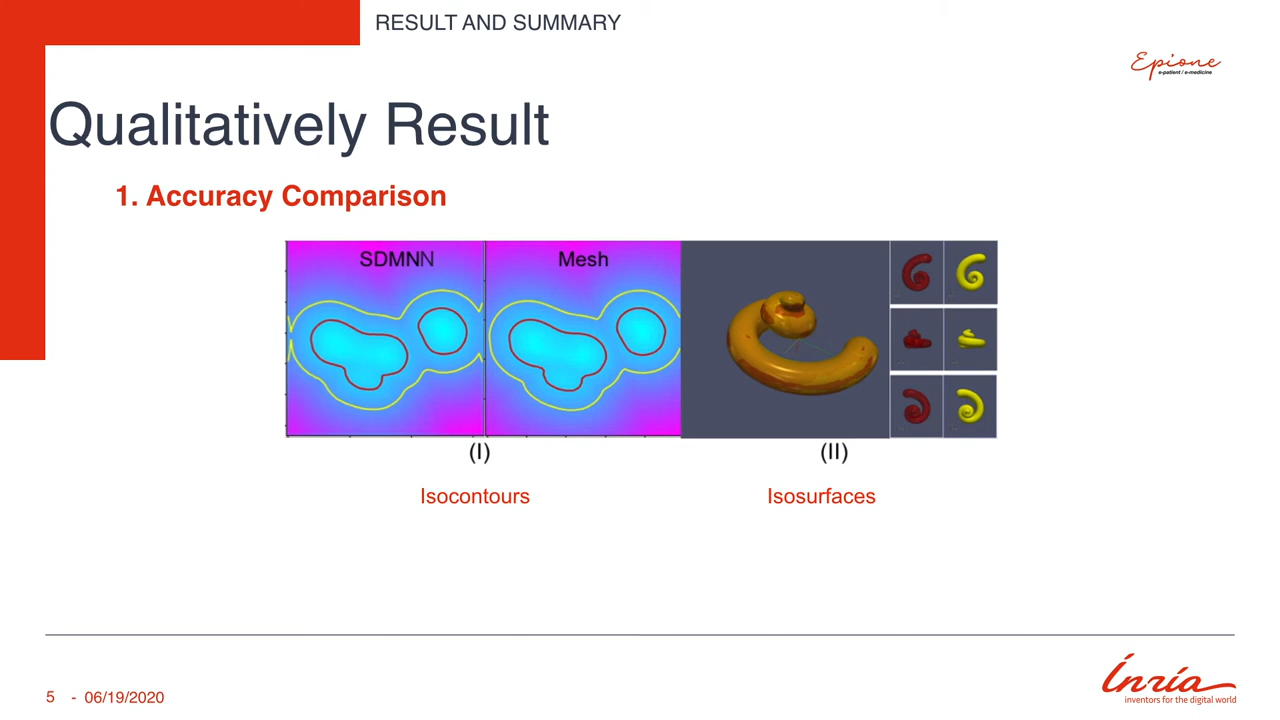 RESULT AND SUMMARY
Epione
e-patient / e-medicine
Qualitatively Result
1. Accuracy Comparison
SDMNN
Mesh
(I)
(II)
Isocontours
Isosurfaces
5 - 06/19/2020
Inria
inventors for the digital world